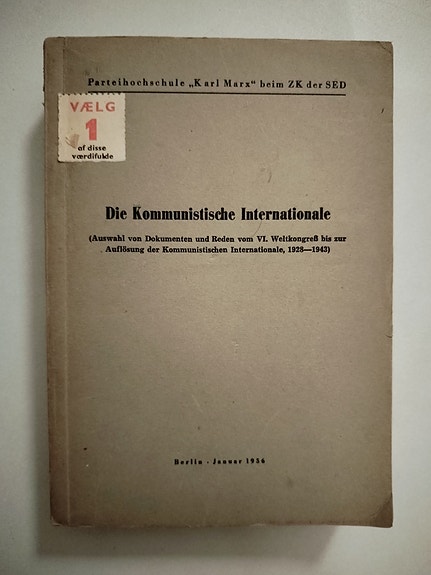 Parteihochschule „Karl Marx“ beim ZK der SED
VÆLG
1
af disse
værdifulde
Die Kommunistische Internationale
(Auswahl von Dokumenten und Reden vom VI. Weltkongreß bis zur
Auflösung der Kommunistischen Internationale, 1928—1943)
Berlin · Januar 1956